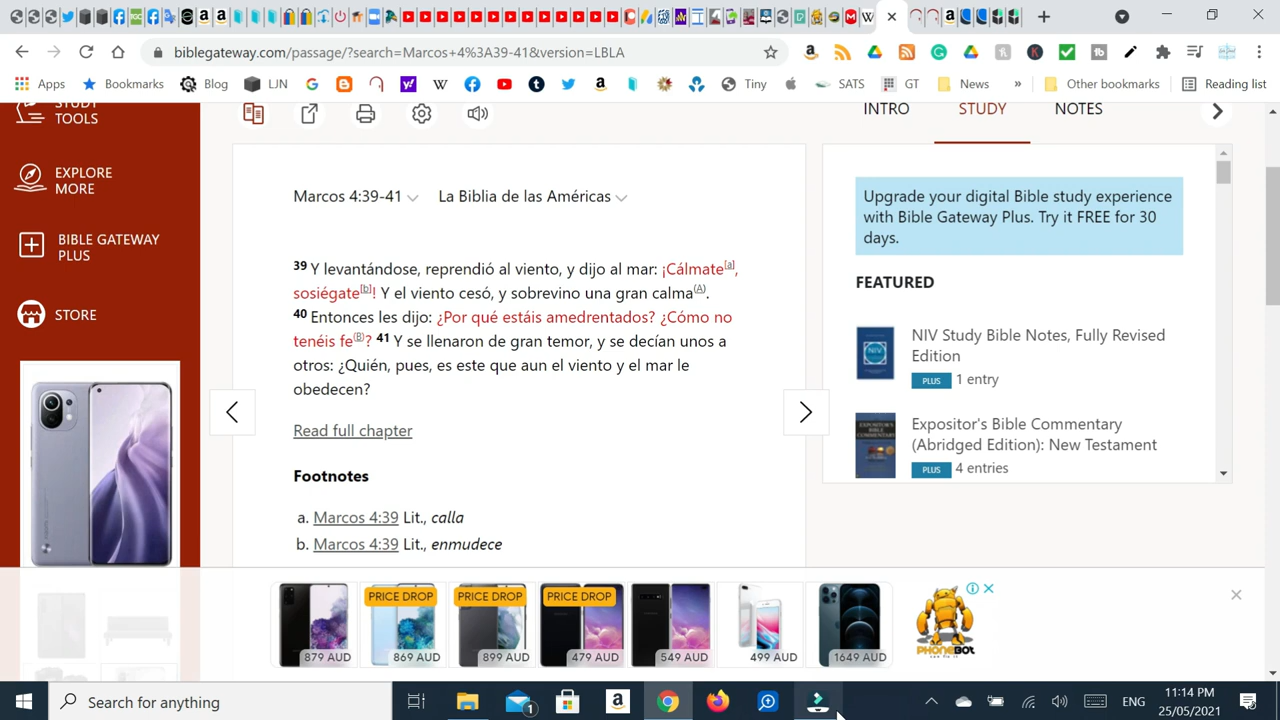 biblegateway.com/passage/?search=Marcos+4%3A39-41&version=LBLA
Apps
Bookmarks
Blog
LJN
Tiny
SATS
GT
News
»
Other bookmarks
Reading list
STUDY
TOOLS
EXPLORE
MORE
BIBLE GATEWAY
PLUS
STORE
INTRO
STUDY
NOTES
Marcos 4:39-41
La Biblia de las Américas
39 Y levantándose, reprendió al viento, y dijo al mar: ¡Cálmate[a],
sosiégate[b]! Y el viento cesó, y sobrevino una gran calma(A).
40 Entonces les dijo: ¿Por qué estáis amedrentados? ¿Cómo no
tenéis fe(B)? 41 Y se llenaron de gran temor, y se decían unos a
otros: ¿Quién, pues, es este que aun el viento y el mar le
obedecen?
Read full chapter
Footnotes
a. Marcos 4:39 Lit., calla
b. Marcos 4:39 Lit., enmudece
Upgrade your digital Bible study experience
with Bible Gateway Plus. Try it FREE for 30
days.
FEATURED
NIV Study Bible Notes, Fully Revised
Edition
PLUS 1 entry
Expositor's Bible Commentary
(Abridged Edition): New Testament
PLUS 4 entries
879 AUD
PRICE DROP
869 AUD
PRICE DROP
899 AUD
PRICE DROP
479 AUD
549 AUD
499 AUD
1649 AUD
PHONEBOT
Search for anything
1
ENG
11:14 PM
25/05/2021